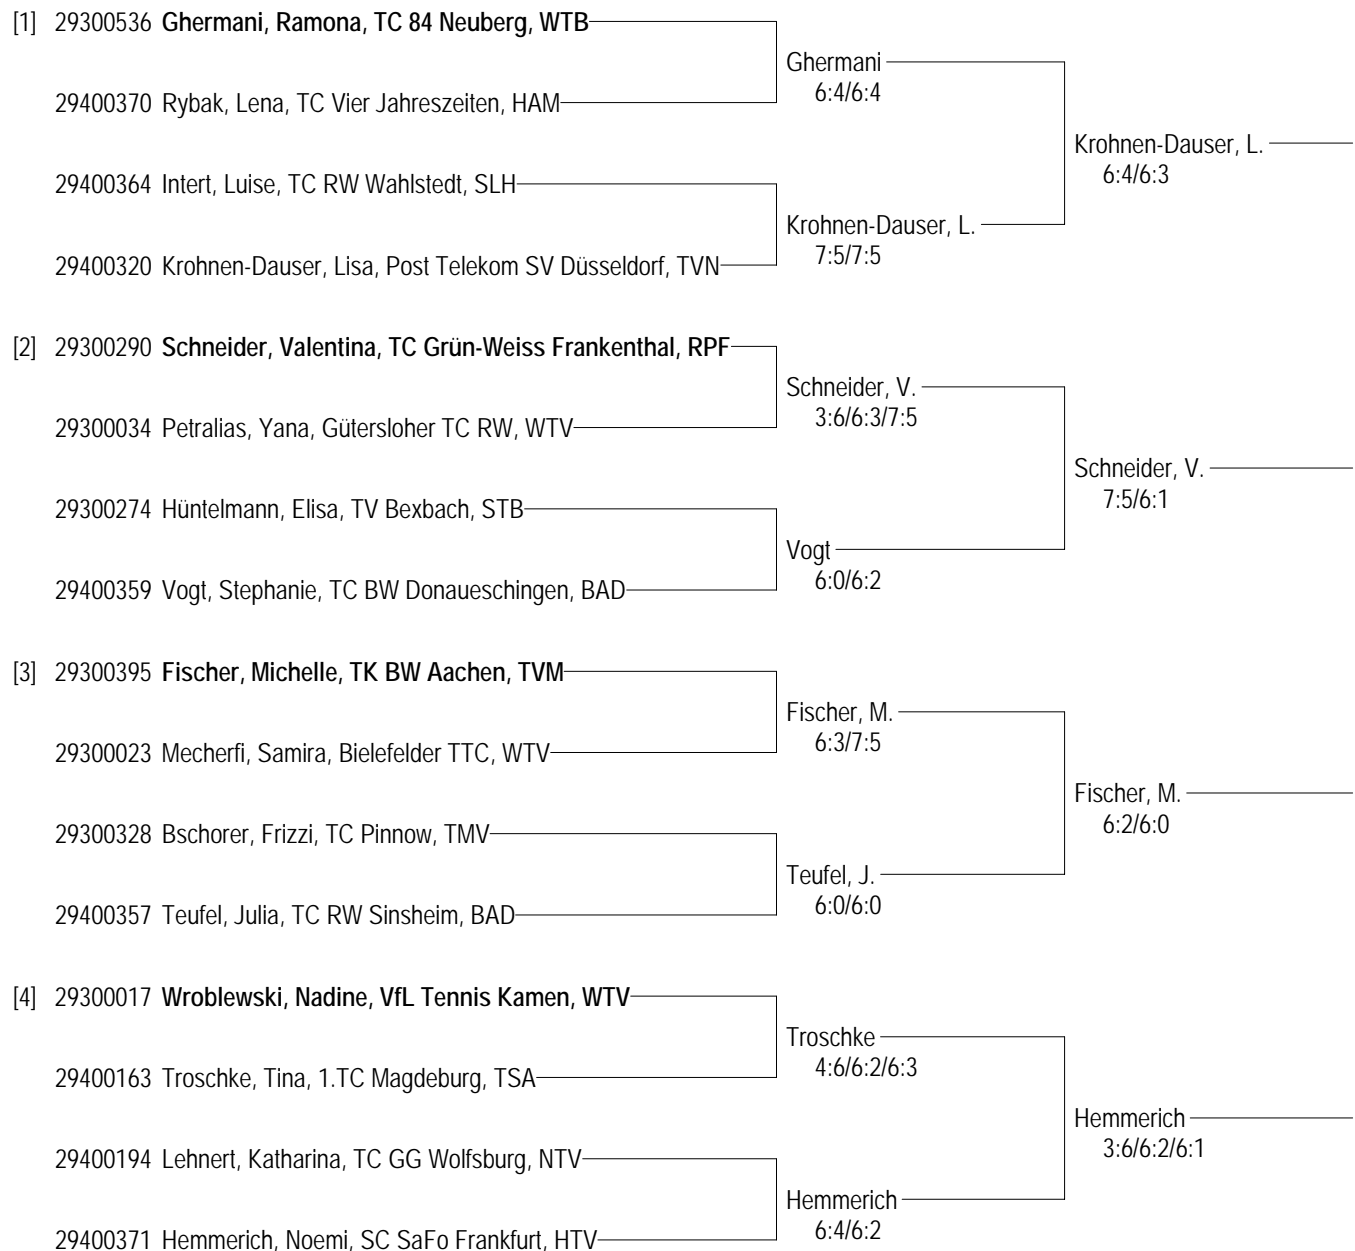 [1] 29300536 Ghermani, Ramona, TC 84 Neuberg, WTB
Ghermani
6:4/6:4
29400370 Rybak, Lena, TC Vier Jahreszeiten, HAM
Krohnen-Dauser, L.
6:4/6:3
29400364 Intert, Luise, TC RW Wahlstedt, SLH
Krohnen-Dauser, L.
7:5/7:5
29400320 Krohnen-Dauser, Lisa, Post Telekom SV Düsseldorf, TVN
[2] 29300290 Schneider, Valentina, TC Grün-Weiss Frankenthal, RPF
Schneider, V.
3:6/6:3/7:5
29300034 Petralias, Yana, Gütersloher TC RW, WTV
Schneider, V.
7:5/6:1
29300274 Hüntelmann, Elisa, TV Bexbach, STB
Vogt
6:0/6:2
29400359 Vogt, Stephanie, TC BW Donaueschingen, BAD
[3] 29300395 Fischer, Michelle, TK BW Aachen, TVM
Fischer, M.
6:3/7:5
29300023 Mecherfi, Samira, Bielefelder TTC, WTV
Fischer, M.
6:2/6:0
29300328 Bschorer, Frizzi, TC Pinnow, TMV
Teufel, J.
6:0/6:0
29400357 Teufel, Julia, TC RW Sinsheim, BAD
[4] 29300017 Wroblewski, Nadine, VfL Tennis Kamen, WTV
Troschke
4:6/6:2/6:3
29400163 Troschke, Tina, 1.TC Magdeburg, TSA
Hemmerich
3:6/6:2/6:1
29400194 Lehnert, Katharina, TC GG Wolfsburg, NTV
Hemmerich
6:4/6:2
29400371 Hemmerich, Noemi, SC SaFo Frankfurt, HTV